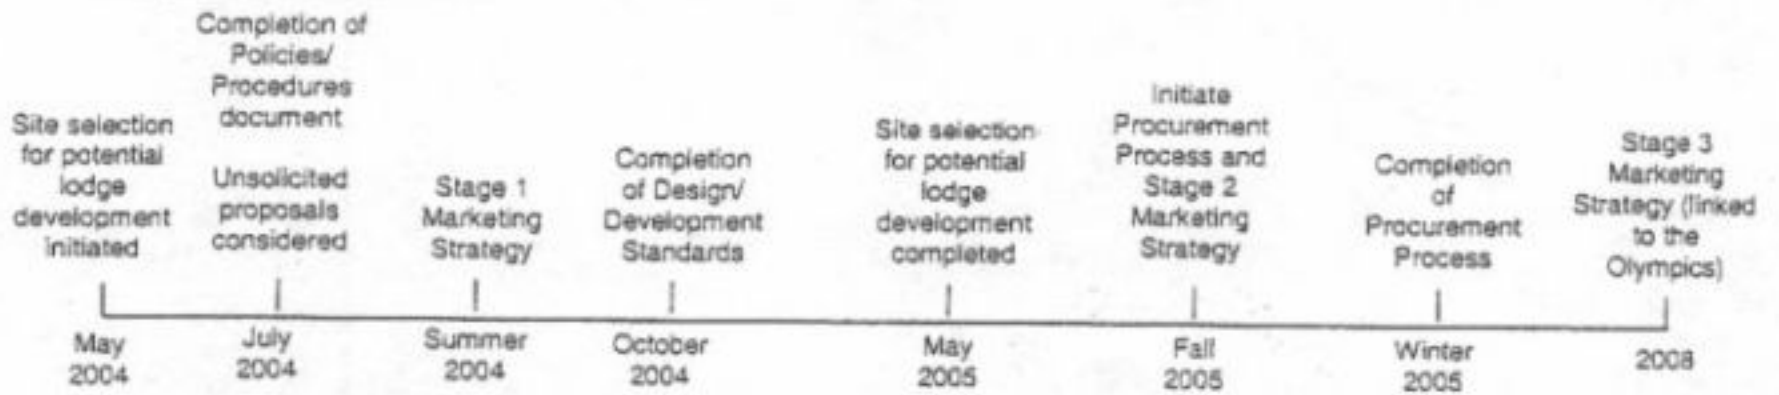 Site selection
for potential
lodge
development
initiated
Completion of
Policies/
Procedures
document
Unsolicited
proposals
considered
Stage 1
Marketing
Strategy
Completion
of Design/
Development
Standards
Site selection
for potential
lodge
development
completed
Initiate
Procurement
Process and
Stage 2
Marketing
Strategy
Completion
of
Procurement
Process
Stage 3
Marketing
Strategy (linked
to the
Olympics)
May
2004
July
2004
Summer
2004
October
2004
May
2005
Fall
2005
Winter
2005
2008